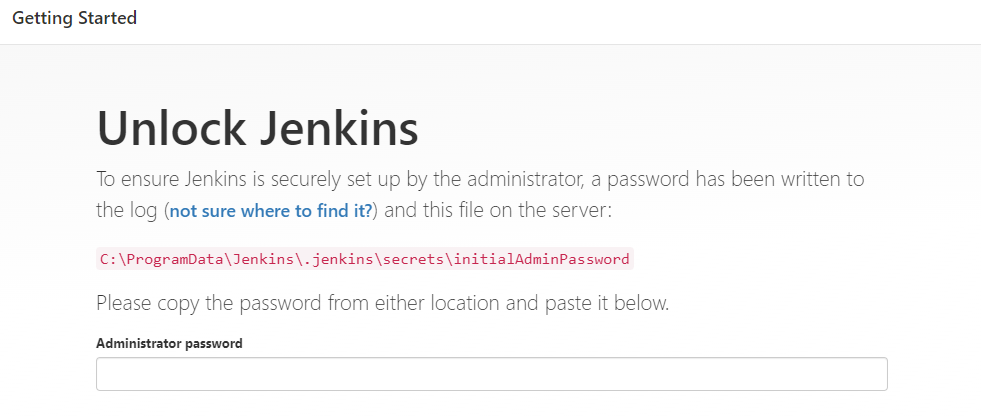 Getting Started
Unlock Jenkins
To ensure Jenkins is securely set up by the administrator, a password has been written to
the log (not sure where to find it?) and this file on the server:
C:\ProgramData\Jenkins\.jenkins\secrets\initialAdminPassword
Please copy the password from either location and paste it below.
Administrator password